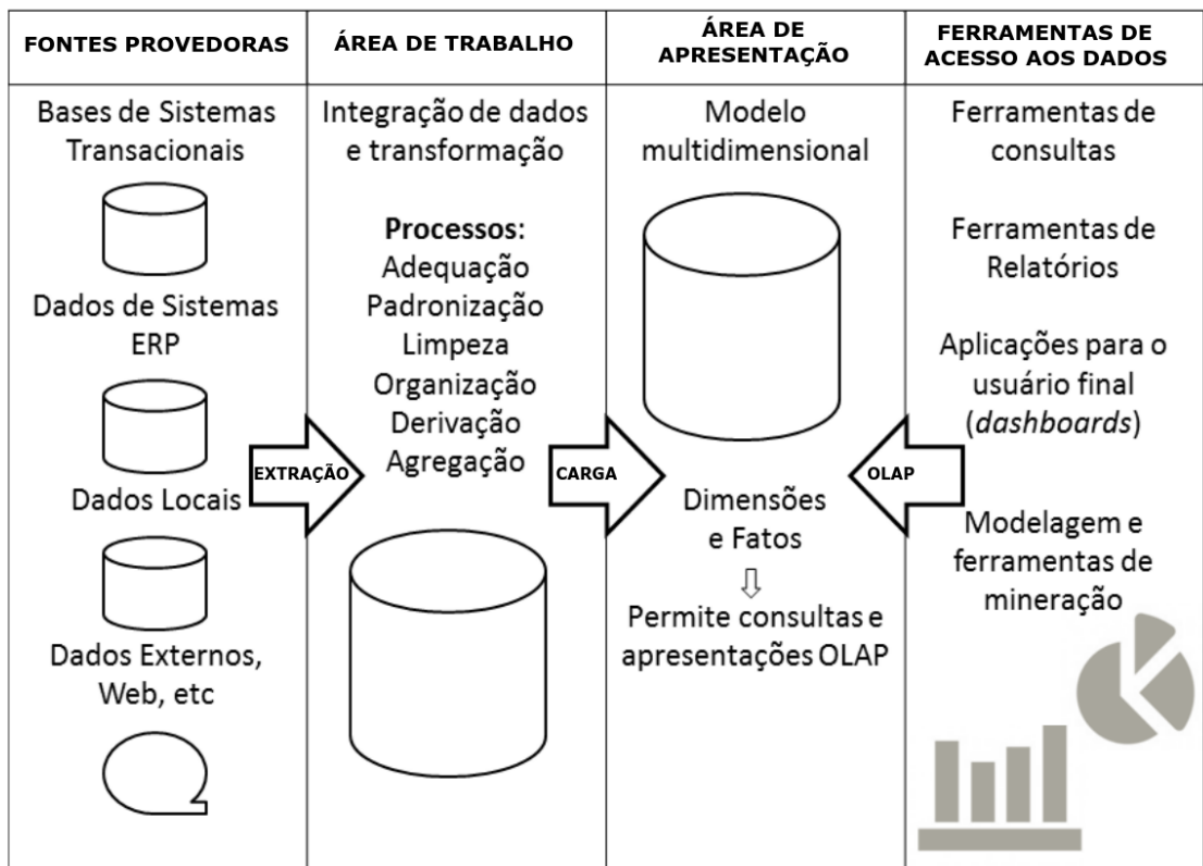 FONTES PROVEDORAS
ÁREA DE TRABALHO
ÁREA DE
APRESENTAÇÃO
FERRAMENTAS DE
ACESSO AOS DADOS
Bases de Sistemas
Transacionais
Dados de Sistemas
ERP
Dados Locais
Dados Externos,
Web, etc
EXTRAÇÃO
Integração de dados
e transformação
Processos:
Adequação
Padronização
Limpeza
Organização
Derivação
Agregação
CARGA
Modelo
multidimensional
Dimensões
e Fatos
Permite consultas e
apresentações OLAP
OLAP
Ferramentas de
consultas
Ferramentas de
Relatórios
Aplicações para o
usuário final
(dashboards)
Modelagem e
ferramentas de
mineração